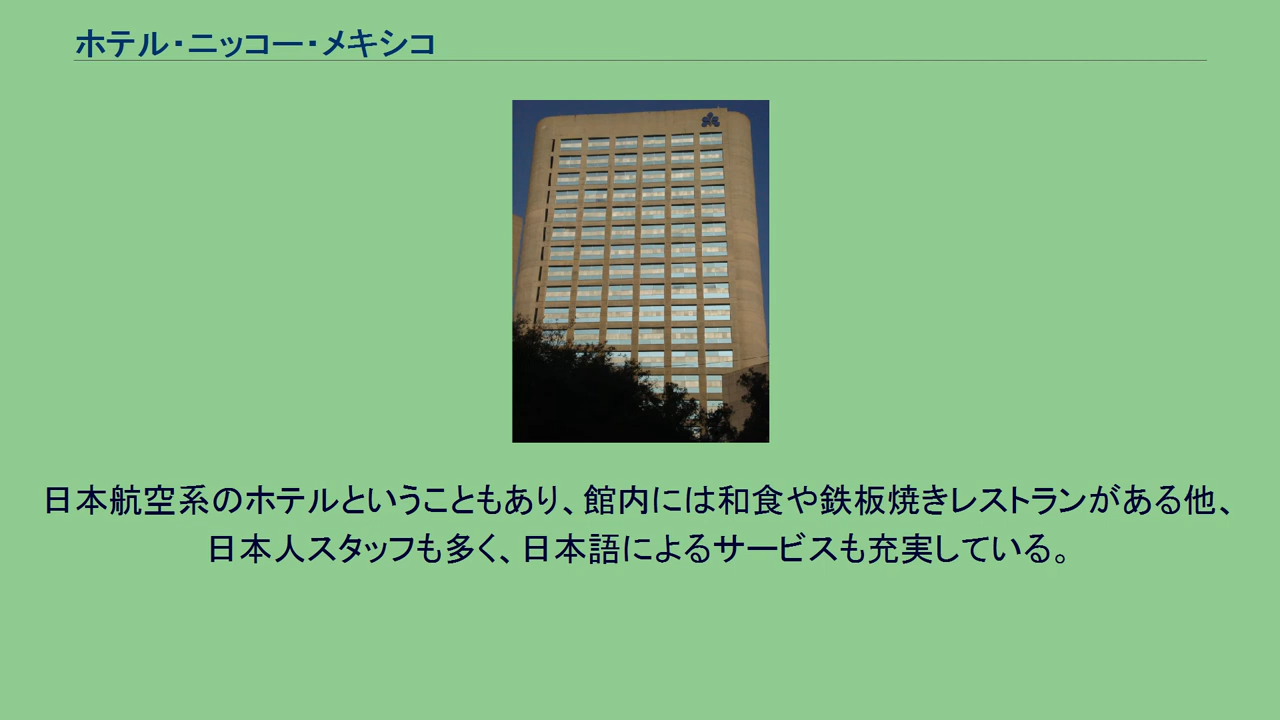 ホテル・ニッコー・メキシコ
日本航空系のホテルということもあり、館内には和食や鉄板焼きレストランがある他、
日本人スタッフも多く、日本語によるサービスも充実している。